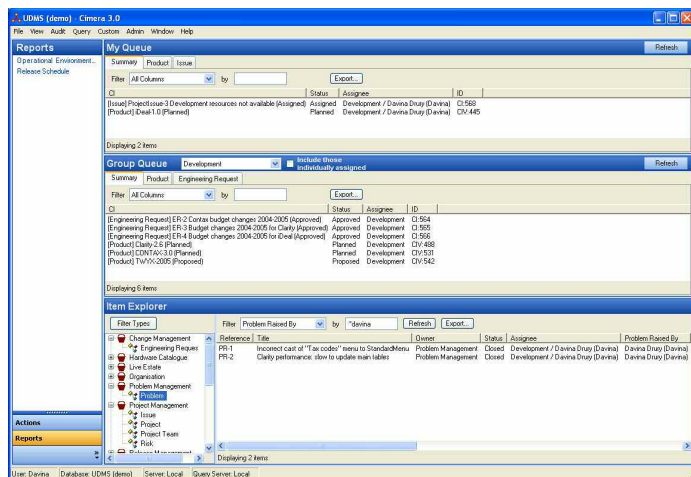 UDMS (demo) - Cimera 3.0
File View Audit Query Custom Admin Window Help
Reports
Operational Environment...
Release Schedule
Actions
Reports
My Queue
Refresh
Summary Product Issue
Filter All Columns by Export...
CI Status Assignee ID
[Issue] ProjectIssue-3 Development resources not available (Assigned) Assigned Development / Davina Drury (Davina) CI:568
[Product] iDeal-1.0 (Planned) Planned Development / Davina Drury (Davina) CIV:445
Displaying 2 items
Group Queue Development Include those individually assigned Refresh
Summary Product Engineering Request
Filter All Columns by Export...
CI Status Assignee ID
[Engineering Request] ER-2 Contax budget changes 2004-2005 (Approved) Approved Development CI:564
[Engineering Request] ER-3 Budget changes 2004-2005 for Clarity (Approved) Approved Development CI:565
[Engineering Request] ER-4 Budget changes 2004-2005 for iDeal (Approved) Approved Development CI:566
[Product] Clarity-2.6 (Planned) Planned Development CIV:488
[Product] CONTAX-3.0 (Planned) Planned Development CIV:531
[Product] TWYX-2005 (Proposed) Proposed Development CIV:542
Displaying 6 items
Item Explorer
Filter Types
Change Management
Engineering Reques
Hardware Catalogue
Live Estate
Organisation
Problem Management
Problem
Project Management
Issue
Project
Project Team
Risk
Release Management
Filter Problem Raised By by *davina Refresh Export...
Reference Title Owner Status Assignee Problem Raised By
PR-1 Incorrect cast of "Tax codes" menu to StandardMenu Problem Management Closed Development / Davina Drury (Davina) Davina Drury (Davina)
PR-2 Clarity performance: slow to update main tables Problem Management Closed Development / Davina Drury (Davina) Davina Drury (Davina)
Displaying 2 items
User: Davina Database: UDMS (demo) Server: Local Query Server: Local